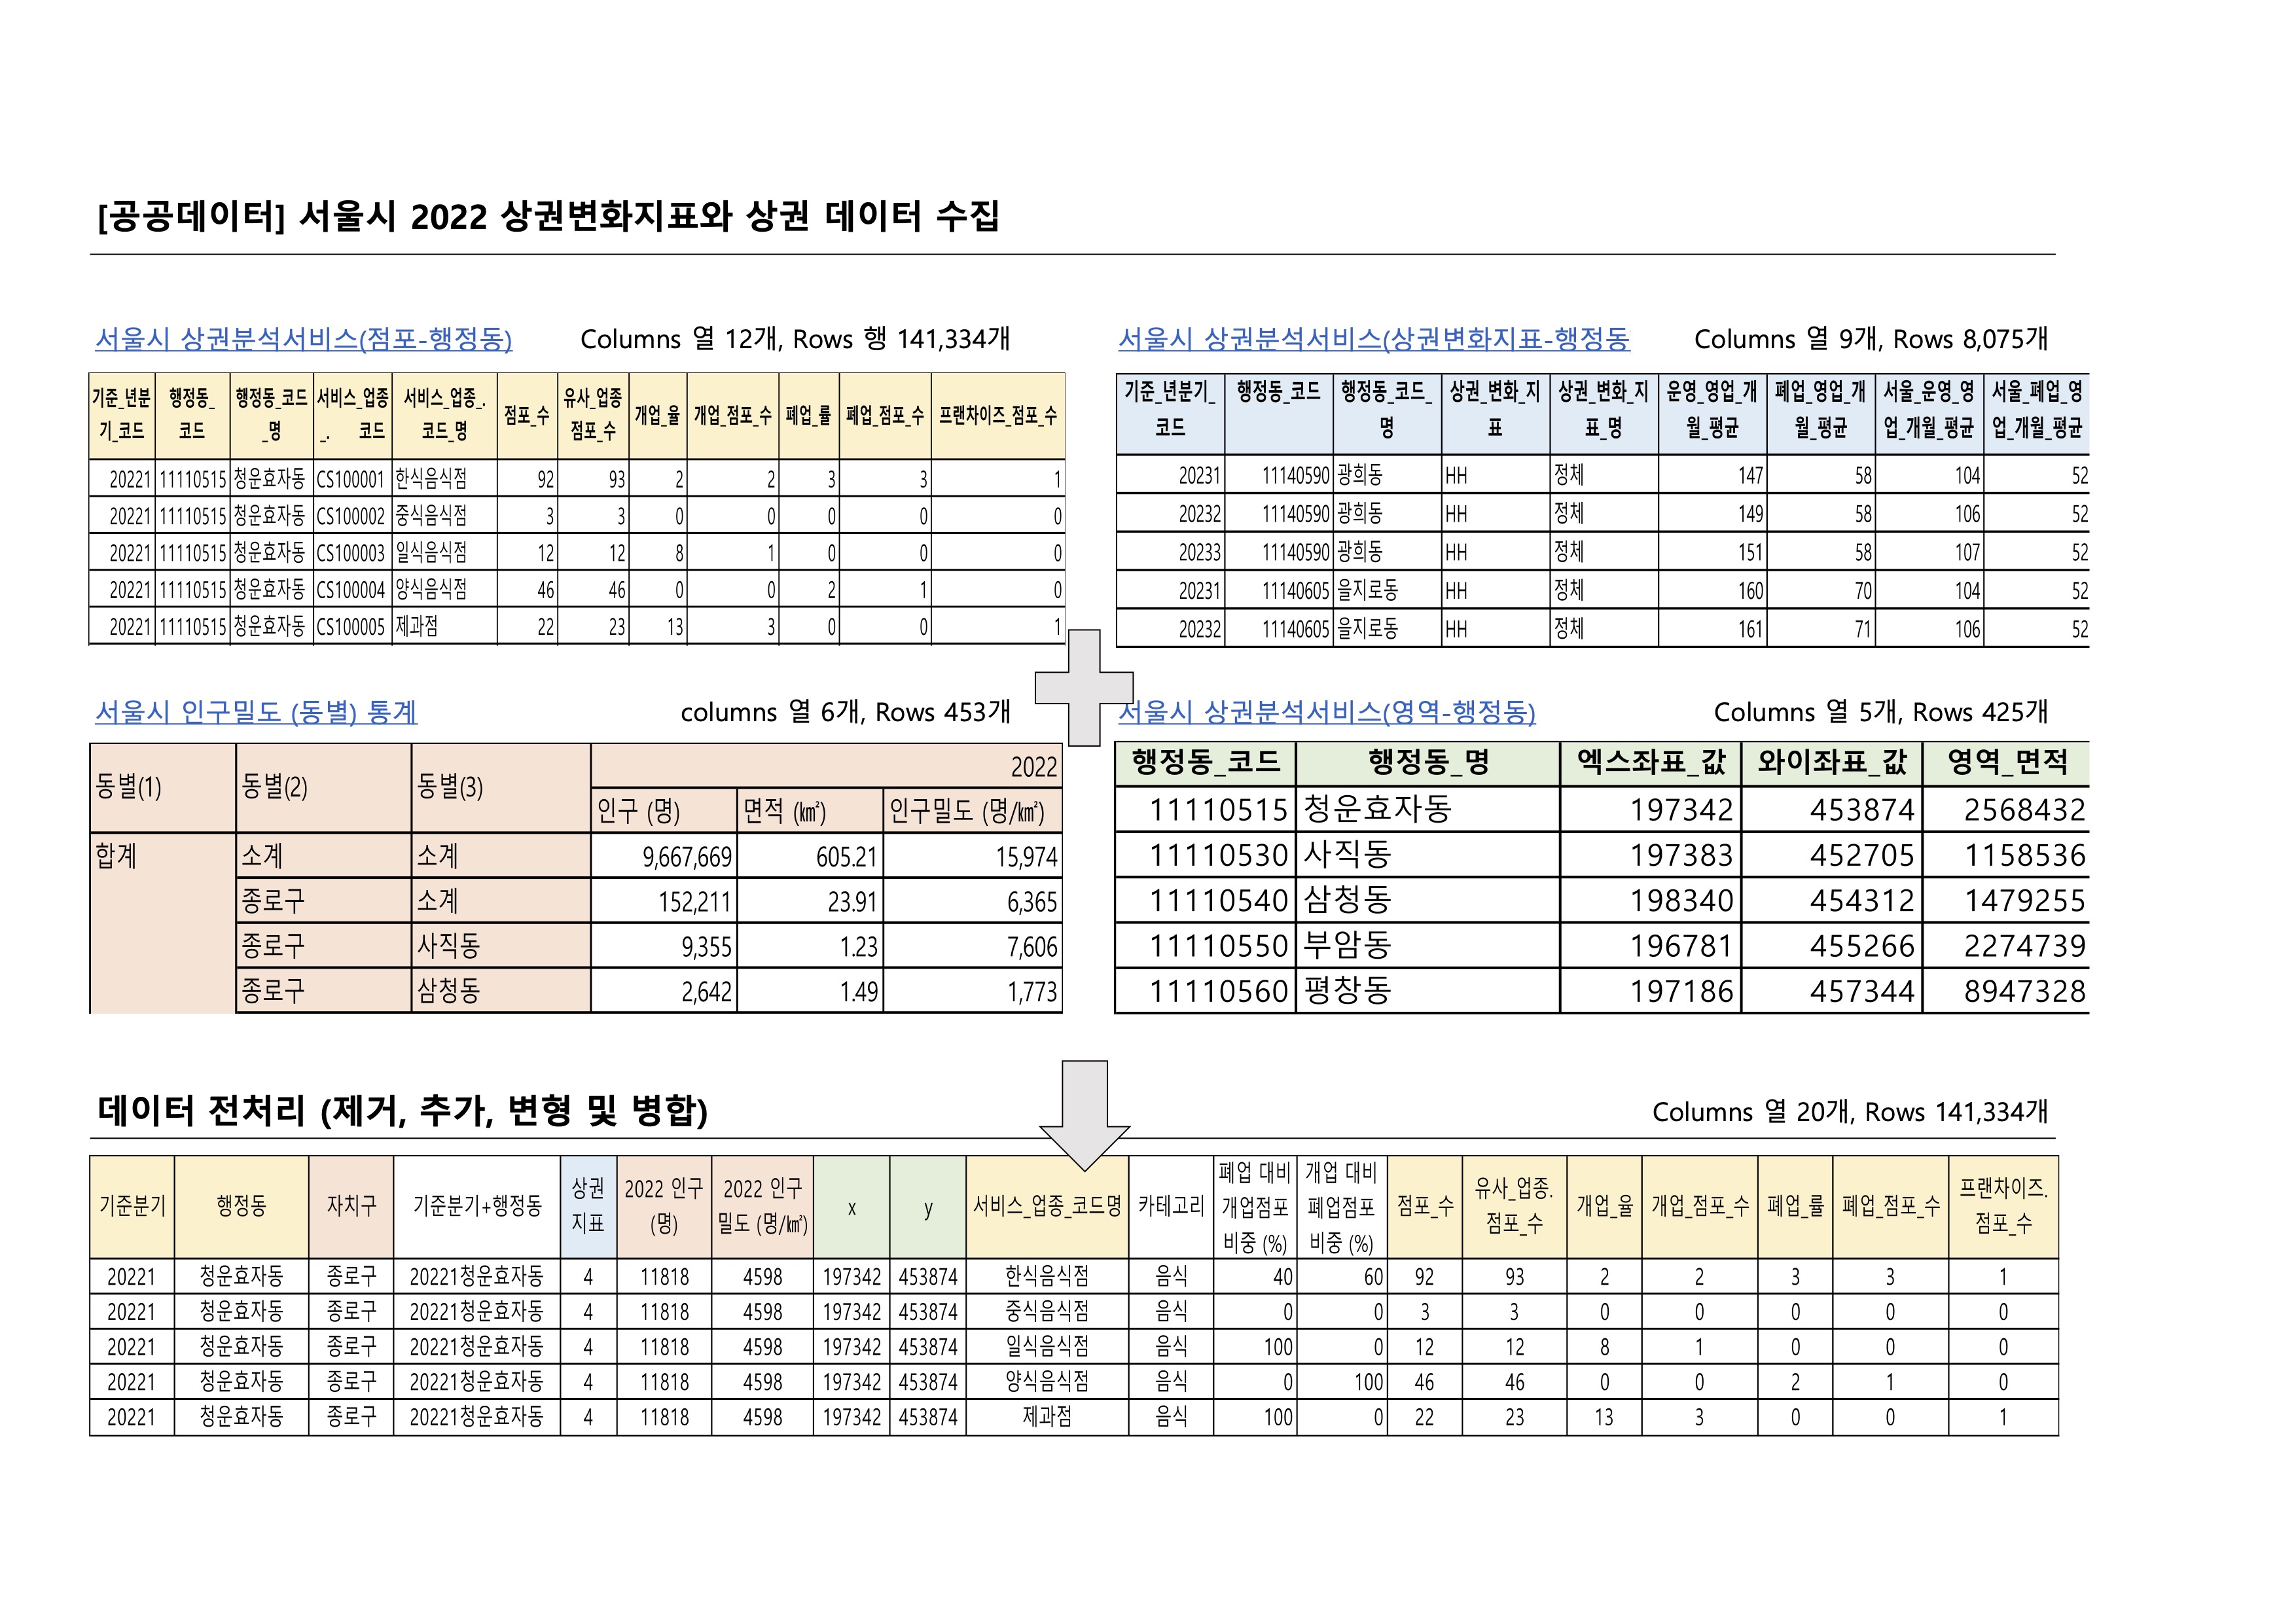 [공공데이터] 서울시 2022 상권변화지표와 상권 데이터 수집
서울시 상권분석서비스(점포-행정동) Columns 열 12개, Rows 행 141,334개
기준_년분기_코드 행정동_코드 행정동_코드_명 서비스_업종_. 코드 서비스_업종_.코드_명 점포_수 유사_업종 점포_수 개업_율 개업_점포_수 폐업_률 폐업_점포_수 프랜차이즈_점포_수
20221 11110515 청운효자동 CS100001 한식음식점 92 93 2 2 3 3 1
20221 11110515 청운효자동 CS100002 중식음식점 3 3 0 0 0 0 0
20221 11110515 청운효자동 CS100003 일식음식점 12 12 8 1 0 0 0
20221 11110515 청운효자동 CS100004 양식음식점 46 46 0 0 2 1 0
20221 11110515 청운효자동 CS100005 제과점 22 23 13 3 0 0 1
서울시 상권분석서비스(상권변화지표-행정동 Columns 열 9개, Rows 8,075개
기준_년분기_코드 행정동_코드 행정동_코드_명 상권_변화_지표 상권_변화_지표_명 운영_영업_개월_평균 폐업_영업_개월_평균 서울_운영_영업_개월_평균 서울_폐업_영업_개월_평균
20231 11140590 광희동 HH 정체 147 58 104 52
20232 11140590 광희동 HH 정체 149 58 106 52
20233 11140590 광희동 HH 정체 151 58 107 52
20231 11140605 을지로동 HH 정체 160 70 104 52
20232 11140605 을지로동 HH 정체 161 71 106 52
서울시 인구밀도 (동별) 통계 columns 열 6개, Rows 453개
동별(1) 동별(2) 동별(3) 2022
인구 (명) 면적 (㎢) 인구밀도 (명/㎢)
합계 소계 소계 9,667,669 605.21 15,974
종로구 소계 152,211 23.91 6,365
종로구 사직동 9,355 1.23 7,606
종로구 삼청동 2,642 1.49 1,773
서울시 상권분석서비스(영역-행정동) Columns 열 5개, Rows 425개
행정동_코드 행정동_명 엑스좌표_값 와이좌표_값 영역_면적
11110515 청운효자동 197342 453874 2568432
11110530 사직동 197383 452705 1158536
11110540 삼청동 198340 454312 1479255
11110550 부암동 196781 455266 2274739
11110560 평창동 197186 457344 8947328
데이터 전처리 (제거, 추가, 변형 및 병합) Columns 열 20개, Rows 141,334개
기준분기 행정동 자치구 기준분기+행정동 상권 지표 2022 인구 (명) 2022 인구 밀도 (명/㎢) x y 서비스_업종_코드명 카테고리 폐업 대비 개업점포 비중 (%) 개업 대비 폐업점포 비중 (%) 점포_수 유사_업종. 점포_수 개업_율 개업_점포_수 폐업_률 폐업_점포_수 프랜차이즈. 점포_수
20221 청운효자동 종로구 20221청운효자동 4 11818 4598 197342 453874 한식음식점 음식 40 60 92 93 2 2 3 3 1
20221 청운효자동 종로구 20221청운효자동 4 11818 4598 197342 453874 중식음식점 음식 0 0 3 3 0 0 0 0 0
20221 청운효자동 종로구 20221청운효자동 4 11818 4598 197342 453874 일식음식점 음식 100 0 12 12 8 1 0 0 0
20221 청운효자동 종로구 20221청운효자동 4 11818 4598 197342 453874 양식음식점 음식 0 100 46 46 0 0 2 1 0
20221 청운효자동 종로구 20221청운효자동 4 11818 4598 197342 453874 제과점 음식 100 0 22 23 13 3 0 0 1